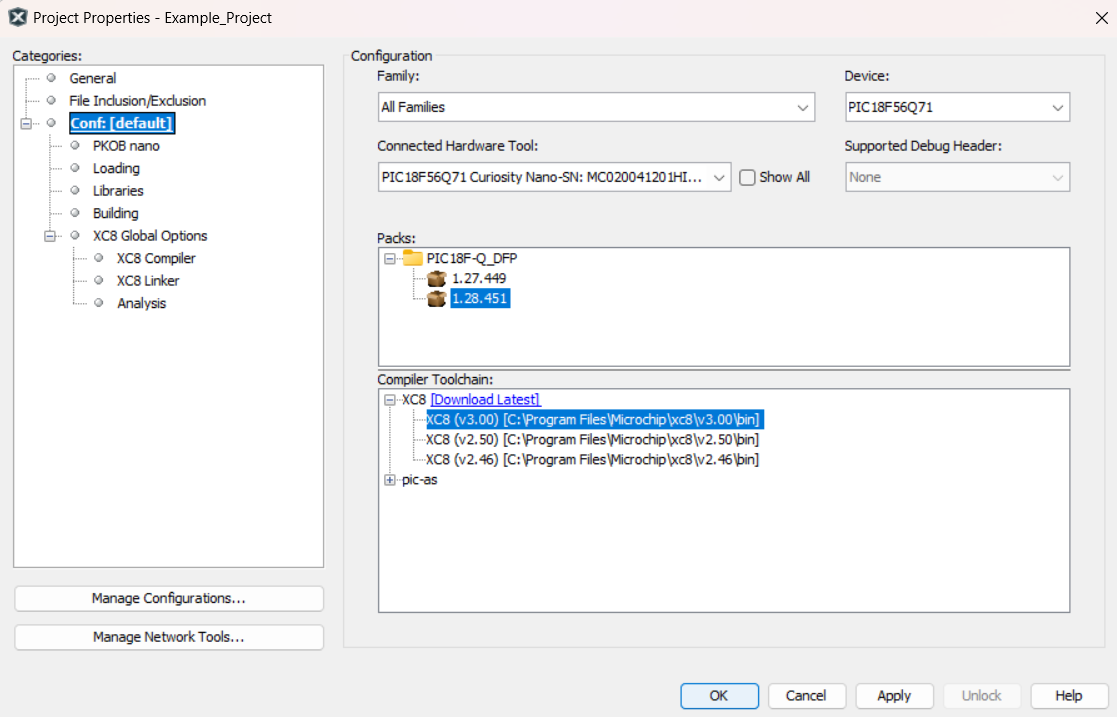 Project Properties - Example_Project
Categories:
General
File Inclusion/Exclusion
Conf: [default]
PKOB nano
Loading
Libraries
Building
XC8 Global Options
XC8 Compiler
XC8 Linker
Analysis
Manage Configurations...
Manage Network Tools...
Configuration
Family:
Device:
All Families
PIC18F56Q71
Connected Hardware Tool:
Supported Debug Header:
PIC18F56Q71 Curiosity Nano-SN: MC020041201HI...
Show All
None
Packs:
PIC18F-Q_DFP
1.27.449
1.28.451
Compiler Toolchain:
XC8 [Download Latest]
XC8 (v3.00) [C:\Program Files\Microchip\xc8\v3.00\bin]
XC8 (v2.50) [C:\Program Files\Microchip\xc8\v2.50\bin]
XC8 (v2.46) [C:\Program Files\Microchip\xc8\v2.46\bin]
pic-as
OK
Cancel
Apply
Unlock
Help